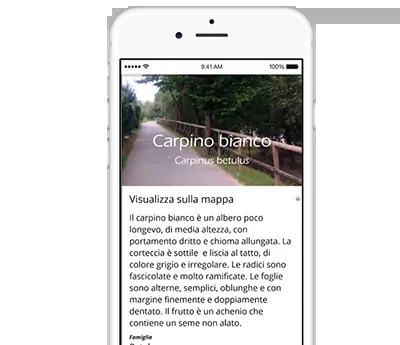 9:41 AM 100%
Carpino bianco
Carpinus betulus
Visualizza sulla mappa
Il carpino bianco è un albero poco
longevo, di media altezza, con
portamento dritto e chioma allungata. La
corteccia è sottile e liscia al tatto, di
colore grigio e irregolare. Le radici sono
fascicolate e molto ramificate. Le foglie
sono alterne, semplici, oblunghe e con
margine finemente e doppiamente
dentato. Il frutto è un achenio che
contiene un seme non alato.
Famiglia